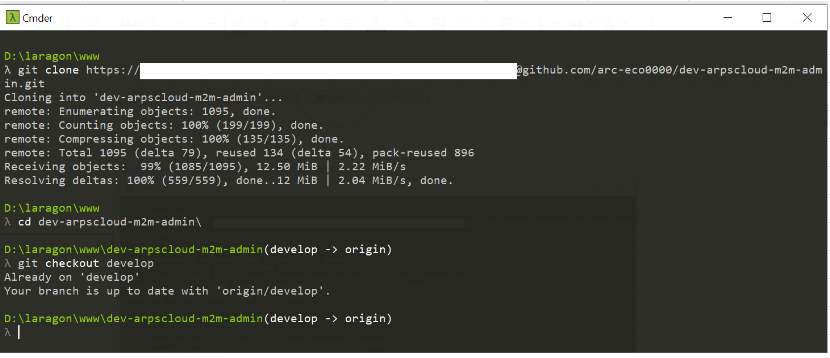 Cmder
D:\laragon\www
λ git clone https://@github.com/arc-eco0000/dev-arpscloud-m2m-adm
in.git
Cloning into 'dev-arpscloud-m2m-admin'...
remote: Enumerating objects: 1095, done.
remote: Counting objects: 100% (199/199), done.
remote: Compressing objects: 100% (135/135), done.
remote: Total 1095 (delta 79), reused 134 (delta 54), pack-reused 896
Receiving objects:  99% (1085/1095), 12.50 MiB | 2.22 MiB/s
Resolving deltas: 100% (559/559), done..12 MiB | 2.04 MiB/s, done.
D:\laragon\www
λ cd dev-arpscloud-m2m-admin\
D:\laragon\www\dev-arpscloud-m2m-admin(develop -> origin)
λ git checkout develop
Already on 'develop'
Your branch is up to date with 'origin/develop'.
D:\laragon\www\dev-arpscloud-m2m-admin(develop -> origin)
λ